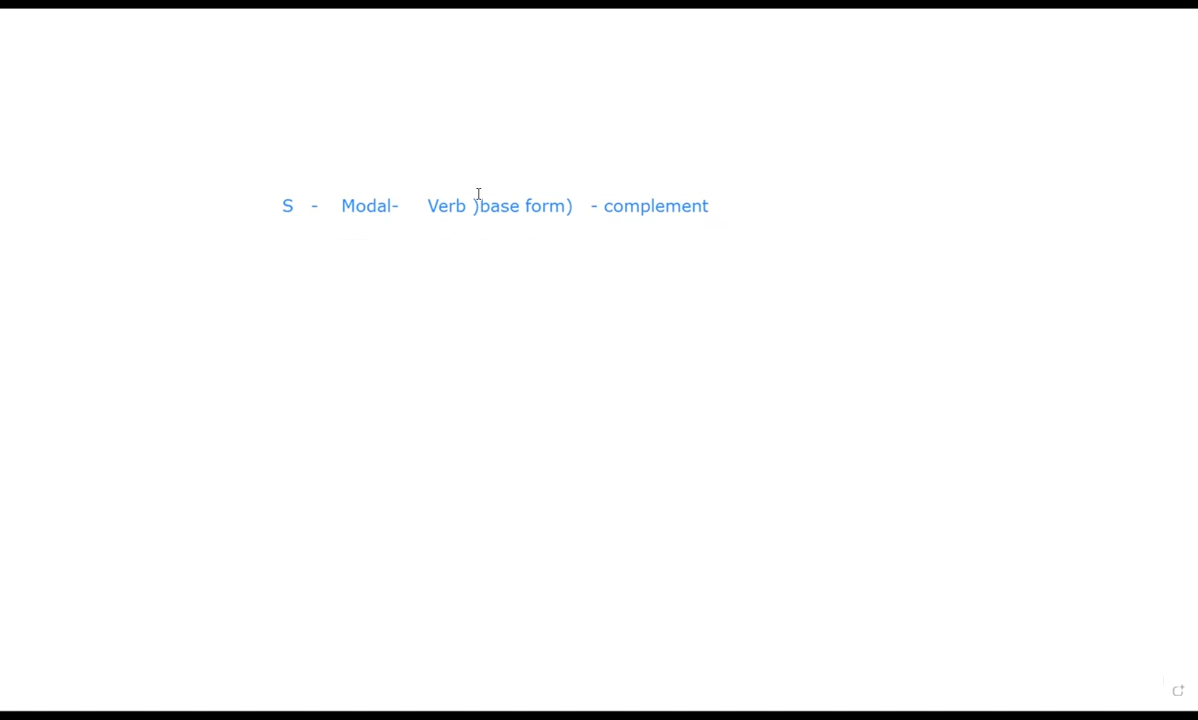 S - Modal- Verb )base form) - complement